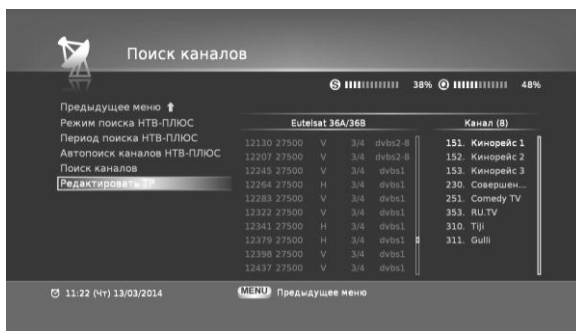 Поиск каналов
S 38% Q 48%
Предыдущее меню
Режим поиска НТВ-ПЛЮС
Период поиска НТВ-ПЛЮС
Автопоиск каналов НТВ-ПЛЮС
Поиск каналов
Редактировать TP
Eutelsat 36A/36B
12130 27500 V 3/4 dvbs2-8
12207 27500 V 3/4 dvbs2-8
12245 27500 V 3/4 dvbs1
12264 27500 H 3/4 dvbs1
12283 27500 V 3/4 dvbs1
12322 27500 V 3/4 dvbs1
12341 27500 H 3/4 dvbs1
12379 27500 H 3/4 dvbs1
12398 27500 V 3/4 dvbs1
12437 27500 V 3/4 dvbs1
Канал (8)
151. Кинорейс 1
152. Кинорейс 2
153. Кинорейс 3
230. Совершен...
251. Comedy TV
353. RU.TV
310. Tiji
311. Gulli
11:22 (Чт) 13/03/2014
MENU Предыдущее меню